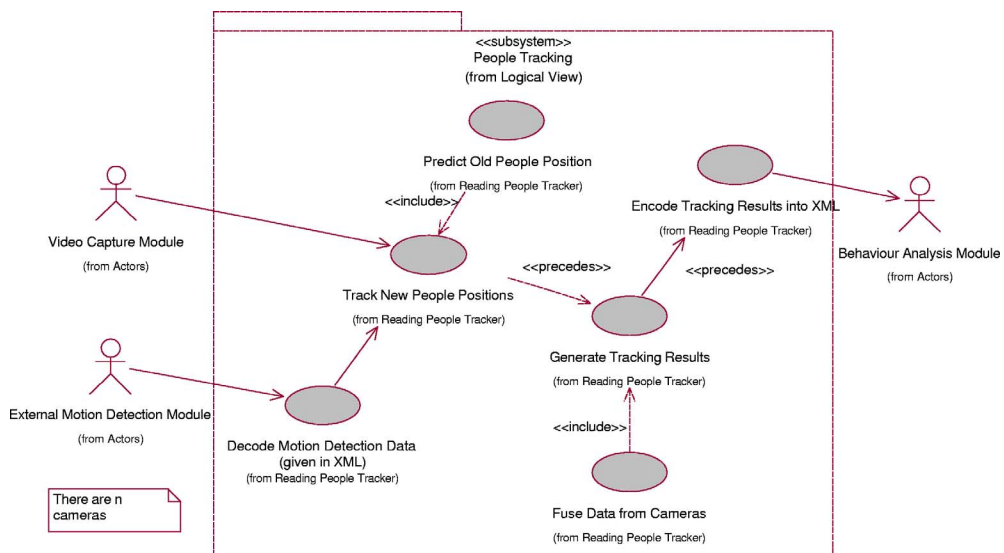 <<subsystem>>
People Tracking
(from Logical View)
Predict Old People Position
(from Reading People Tracker)
<<include>>
Encode Tracking Results into XML
(from Reading People Tracker)
Video Capture Module
(from Actors)
Behaviour Analysis Module
(from Actors)
<<precedes>>
<<precedes>>
Track New People Positions
(from Reading People Tracker)
Generate Tracking Results
(from Reading People Tracker)
External Motion Detection Module
(from Actors)
<<include>>
Decode Motion Detection Data
(given in XML)
(from Reading People Tracker)
There are n
cameras
Fuse Data from Cameras
(from Reading People Tracker)